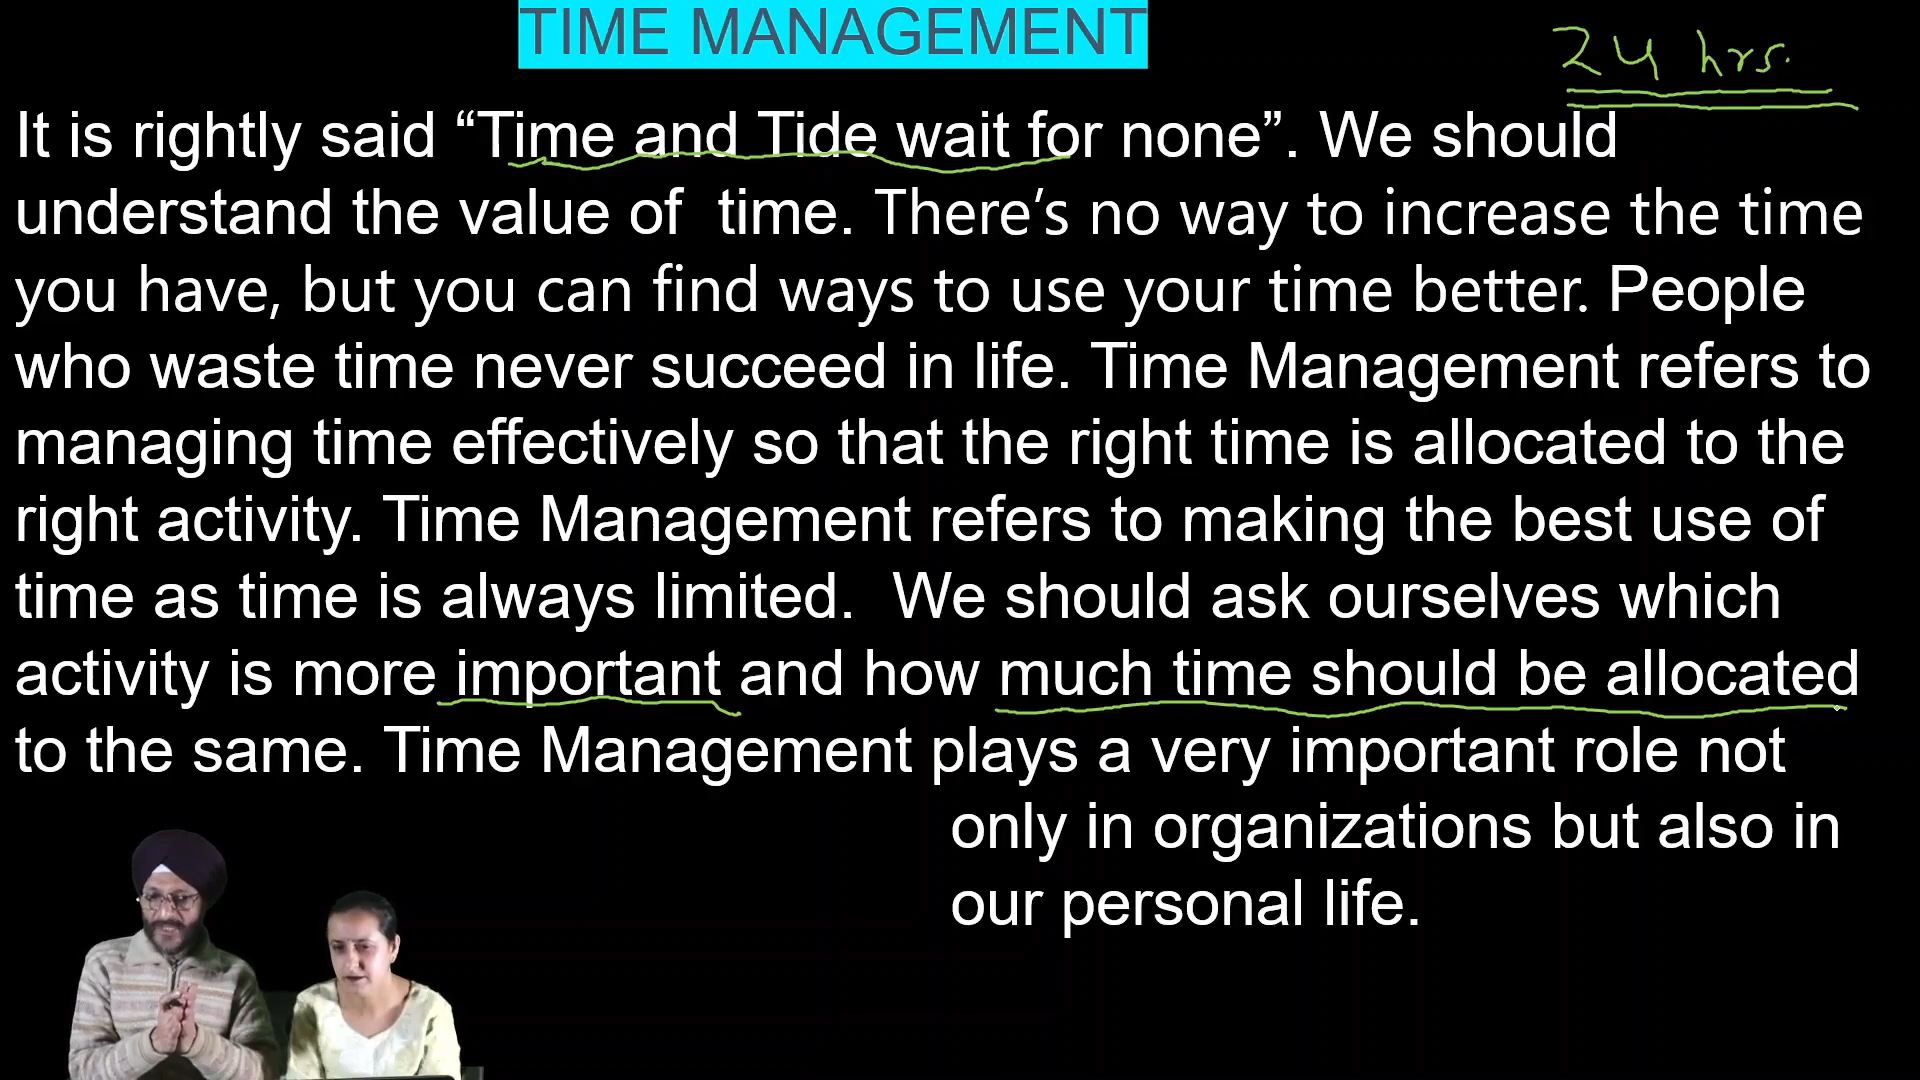 TIME MANAGEMENT
24 hrs.
It is rightly said “Time and Tide wait for none”. We should
understand the value of  time. There’s no way to increase the time
you have, but you can find ways to use your time better. People
who waste time never succeed in life. Time Management refers to
managing time effectively so that the right time is allocated to the
right activity. Time Management refers to making the best use of
time as time is always limited.  We should ask ourselves which
activity is more important and how much time should be allocated
to the same. Time Management plays a very important role not
only in organizations but also in
our personal life.